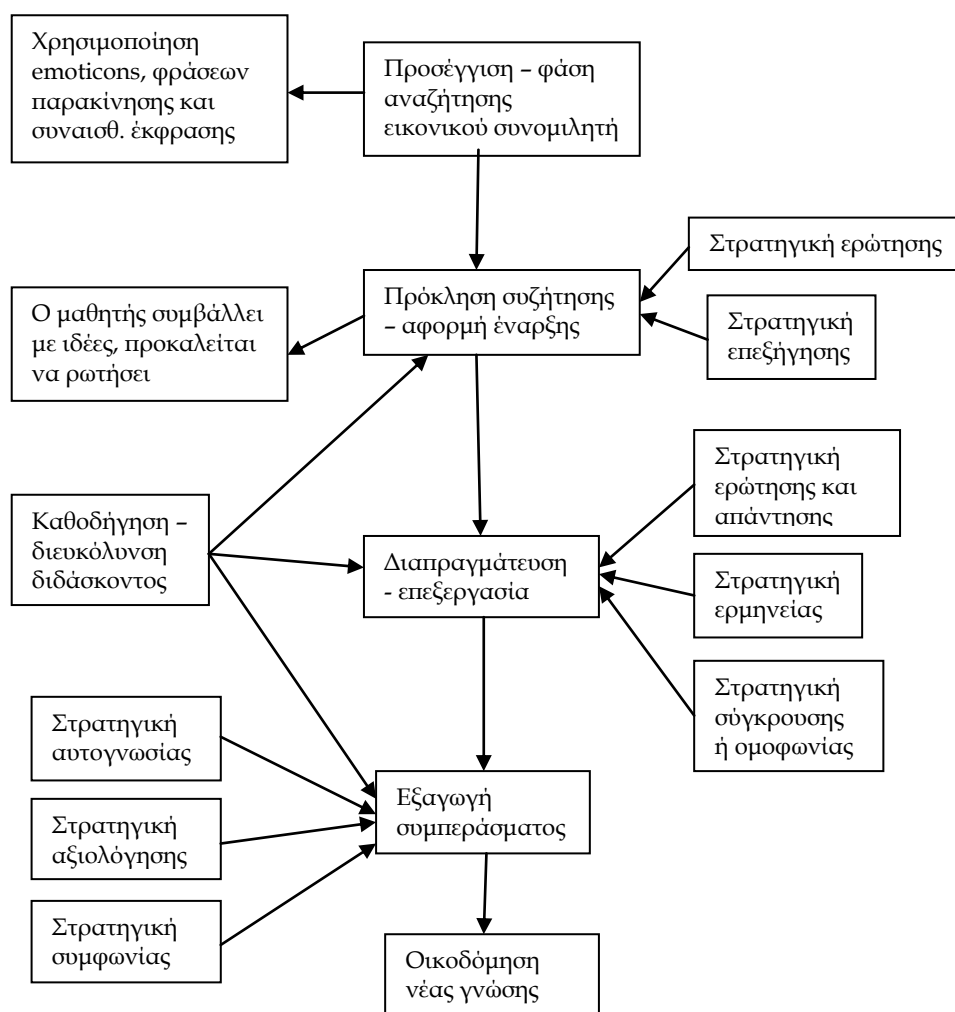 Χρησιμοποίηση
emoticons, φράσεων
παρακίνησης και
συναισθ. έκφρασης
Προσέγγιση – φάση
αναζήτησης
εικονικού συνομιλητή
Στρατηγική ερώτησης
Πρόκληση συζήτησης
– αφορμή έναρξης
Ο μαθητής συμβάλλει
με ιδέες, προκαλείται
να ρωτήσει
Στρατηγική
επεξήγησης
Στρατηγική
ερώτησης και
απάντησης
Καθοδήγηση –
διευκόλυνση
διδάσκοντος
Διαπραγμάτευση
- επεξεργασία
Στρατηγική
ερμηνείας
Στρατηγική
σύγκρουσης
ή ομοφωνίας
Στρατηγική
αυτογνωσίας
Εξαγωγή
συμπεράσματος
Στρατηγική
αξιολόγησης
Στρατηγική
συμφωνίας
Οικοδόμηση
νέας γνώσης